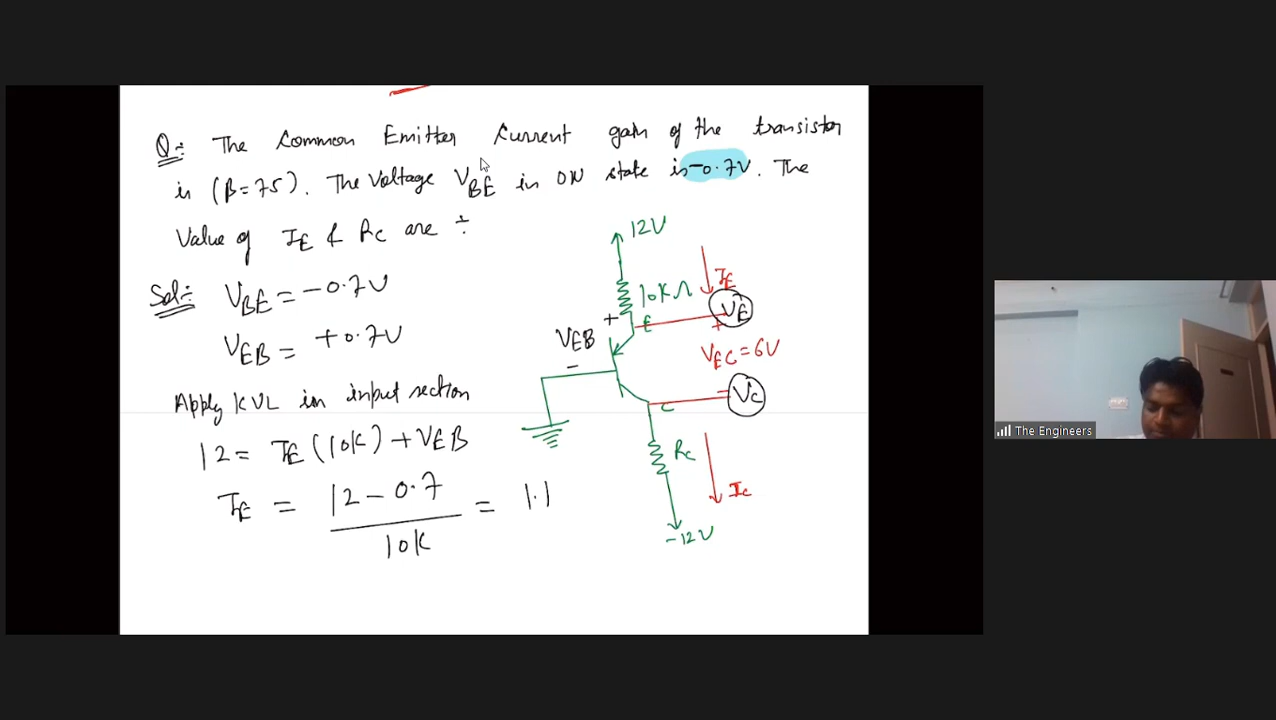 Q:- The Common Emitter Current gain of the transistor
is (β=75). The Voltage VBE in ON state is -0.7V. The
Value of IE & RC are ÷
Sol:- VBE = -0.7V
VEB = +0.7V
Apply KVL in input section
12 = IE (10K) + VEB
IE = 12 - 0.7 / 10K = 1.1
12V
10KΩ
IE
VE
+
E
+
VEB
-
VEC = 6V
VC
C
RC
IC
-12V
The Engineers